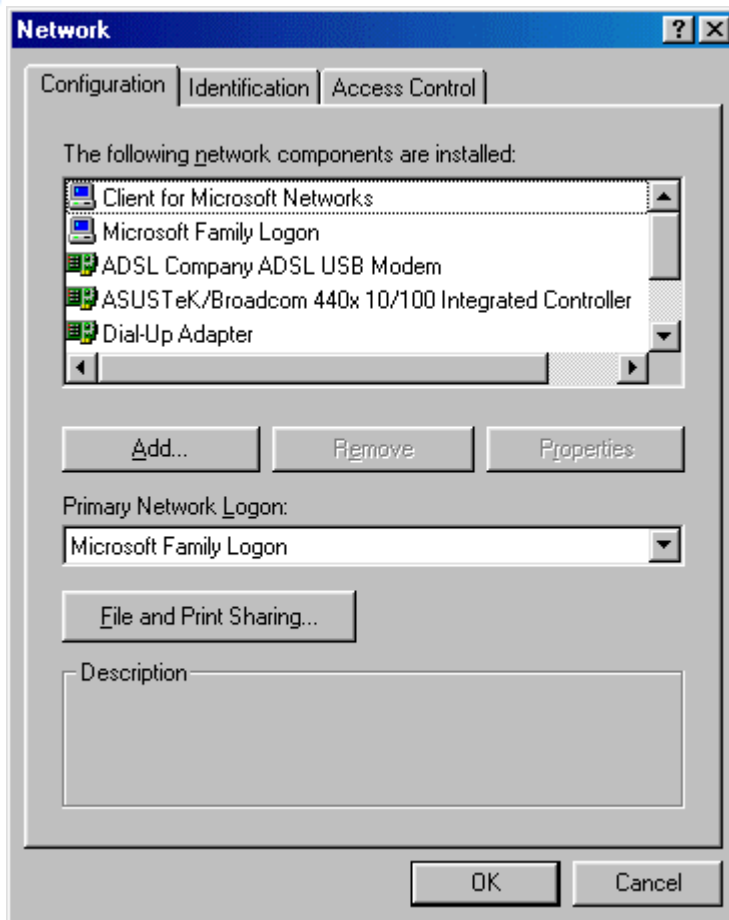 Network
Configuration Identification Access Control
The following network components are installed:
Client for Microsoft Networks
Microsoft Family Logon
ADSL Company ADSL USB Modem
ASUSTeK/Broadcom 440x 10/100 Integrated Controller
Dial-Up Adapter
Add... Remove Properties
Primary Network Logon:
Microsoft Family Logon
File and Print Sharing...
Description
OK Cancel